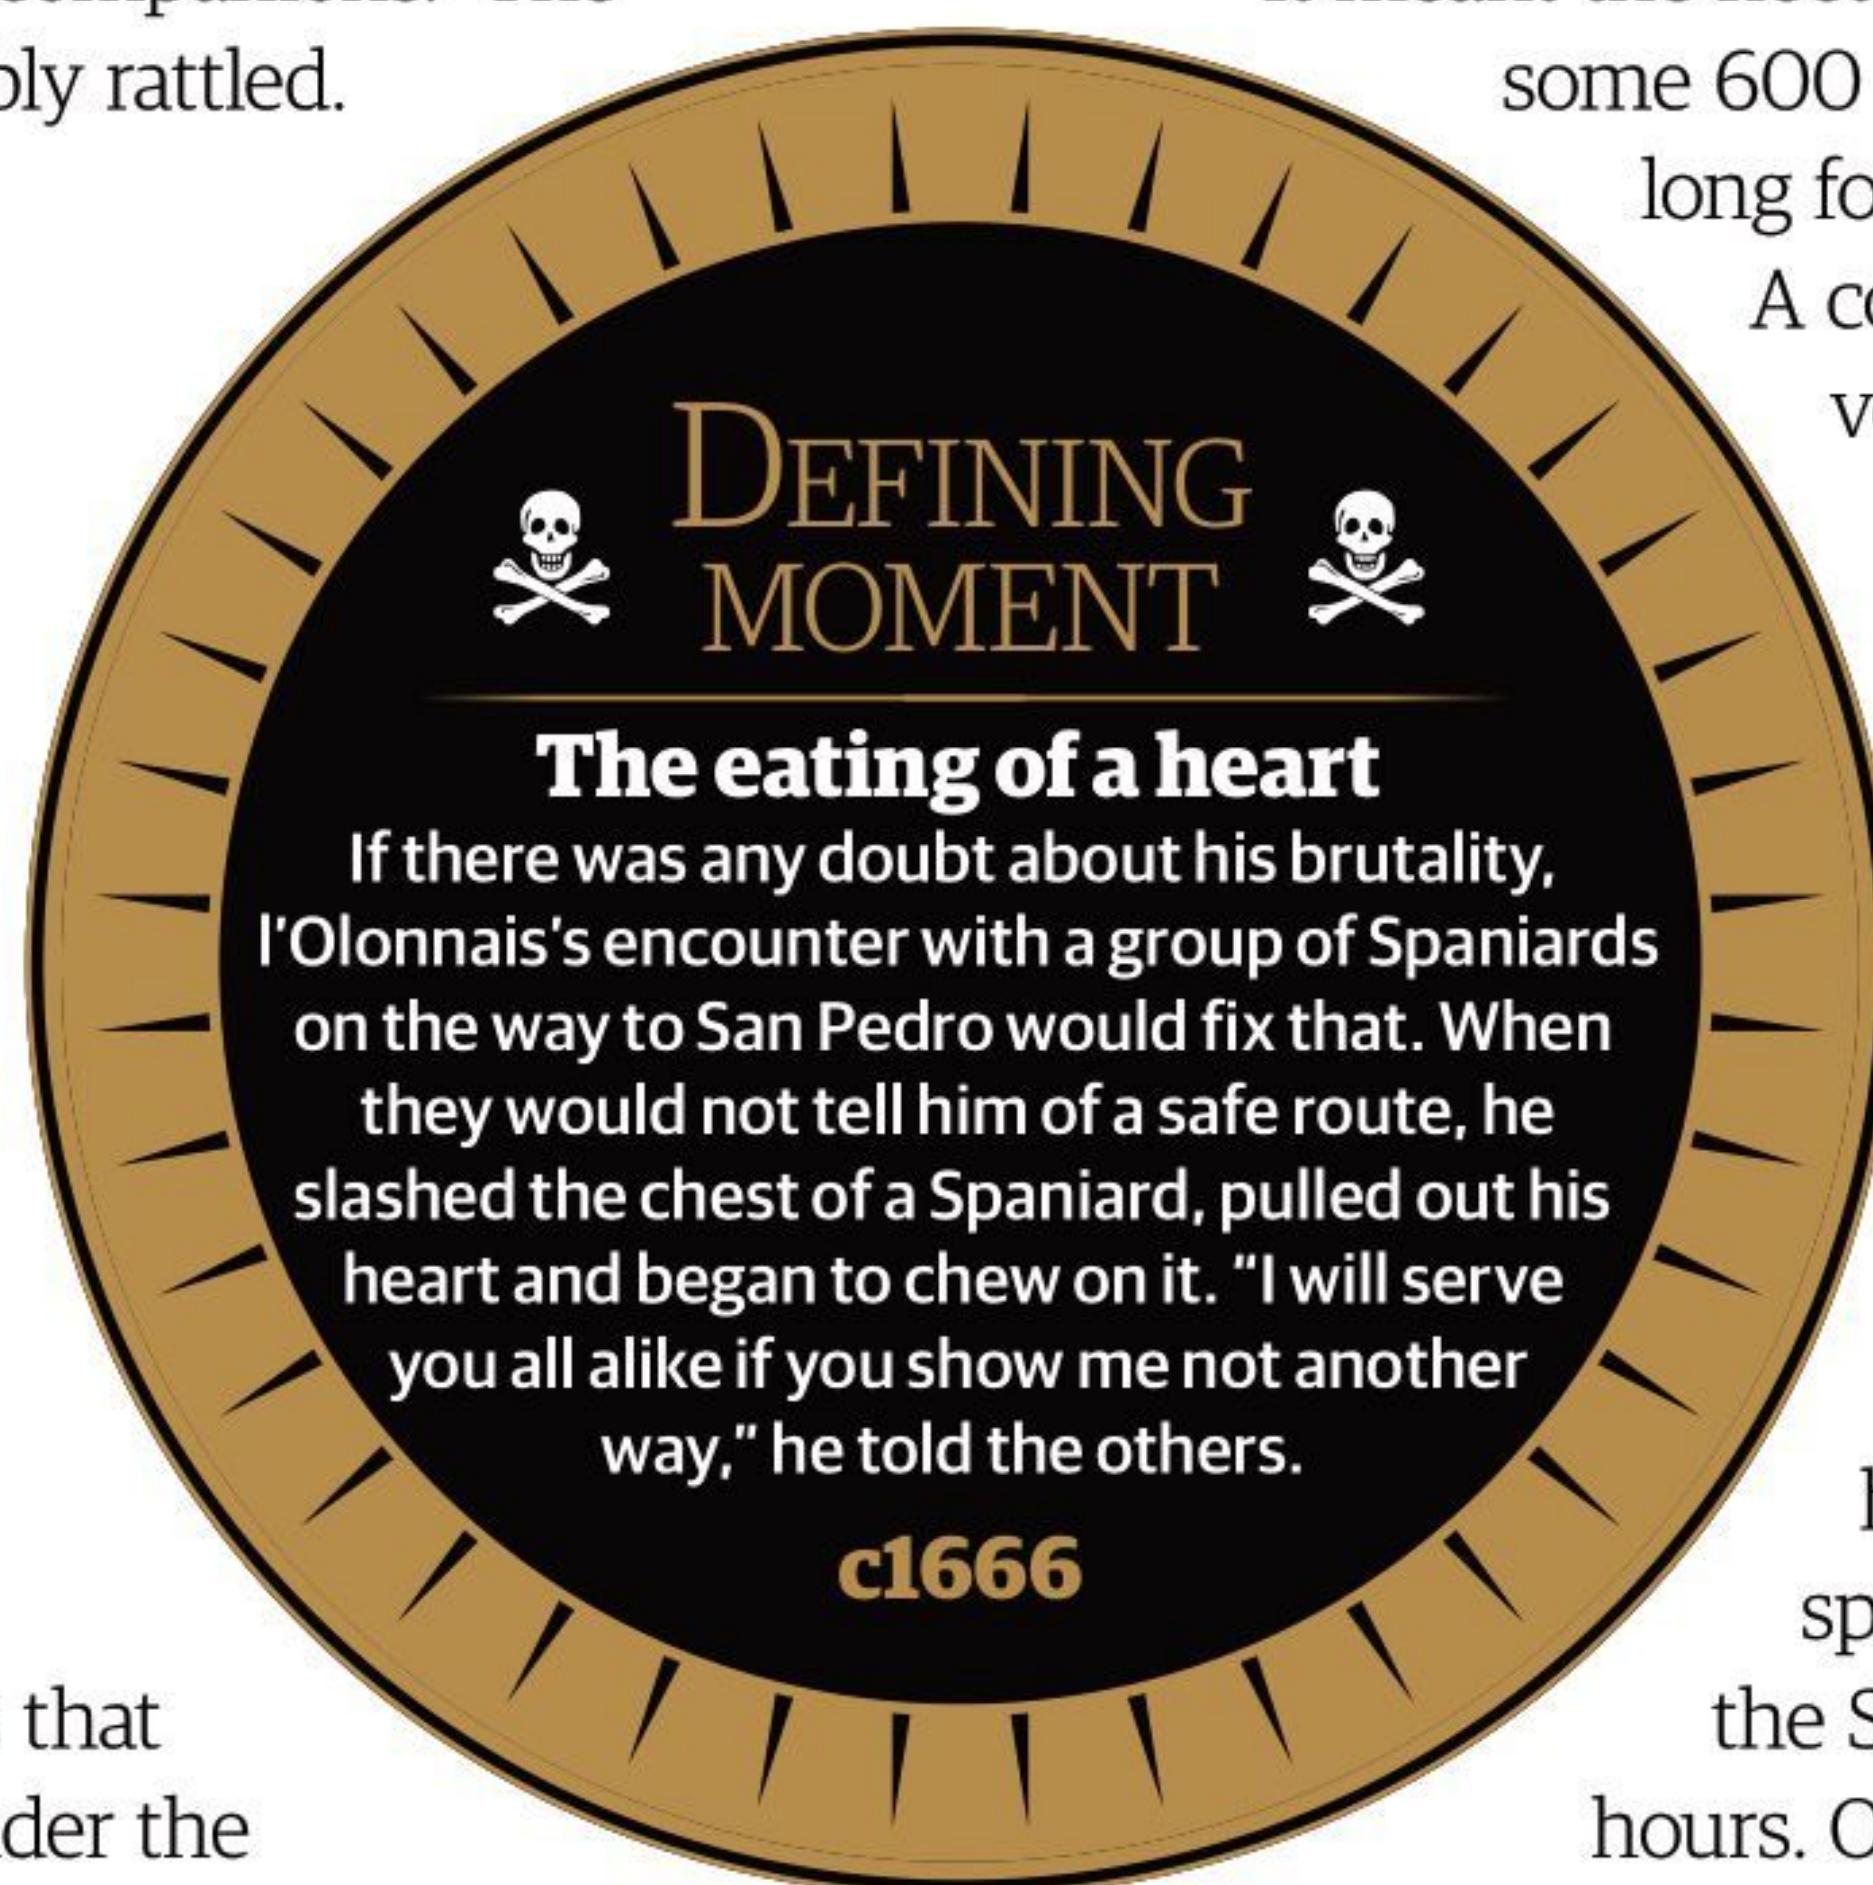 rattled.
some 600
long
A
DEFINING
MOMENT
The eating of a heart
If there was any doubt about his brutality,
l'Olonnais's encounter with a group of Spaniards
on the way to San Pedro would fix that. When
they would not tell him of a safe route, he
slashed the chest of a Spaniard, pulled out his
heart and began to chew on it. "I will serve
you all alike if you show me not another
way," he told the others.
c1666
that
the
the
hours.